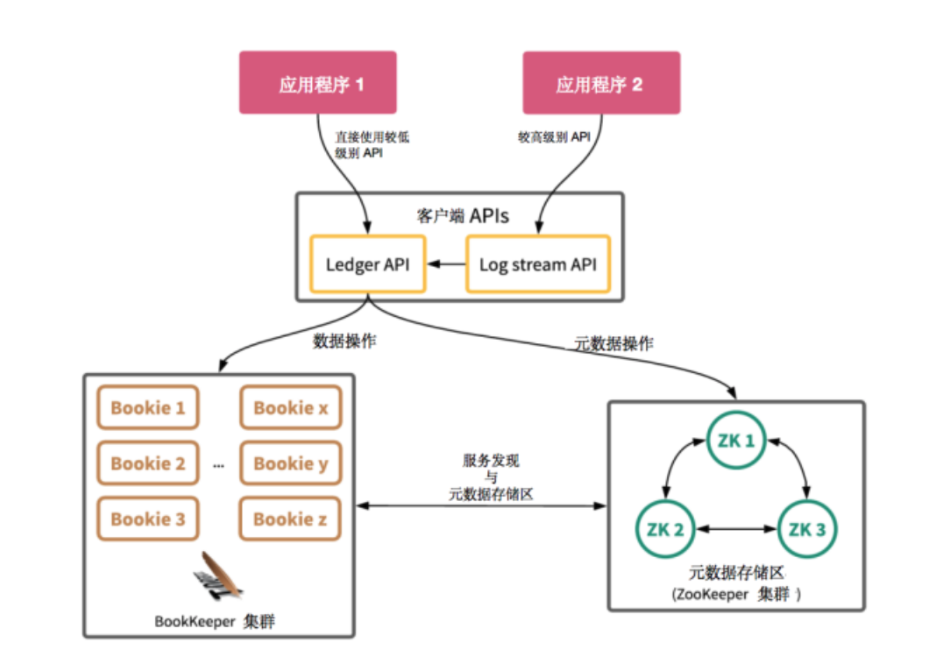 应用程序 1
应用程序 2
直接使用较低
级别 API
较高级别 API
客户端 APIs
Ledger API
Log stream API
数据操作
元数据操作
Bookie 1
Bookie x
Bookie 2
...
Bookie y
Bookie 3
Bookie z
BookKeeper 集群
服务发现
与
元数据存储区
ZK 1
ZK 2
ZK 3
元数据存储区
(ZooKeeper 集群 )